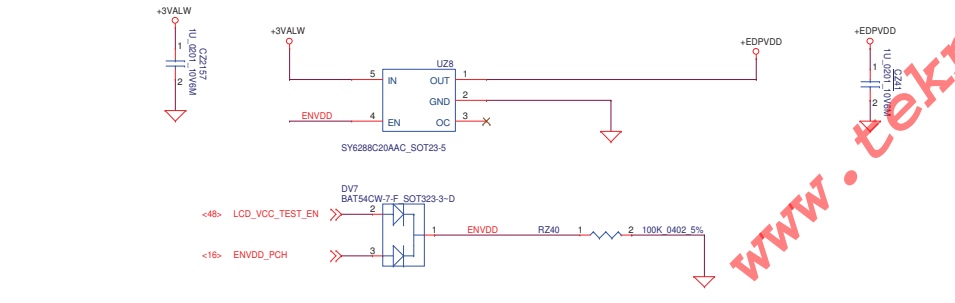 +3VALW
1
2
CZ2157
1U_0201_10V6M
+3VALW
UZ8
5 IN OUT 1
GND 2
ENVDD 4 EN OC 3
SY6288C20AAC_SOT23-5
+EDPVDD
+EDPVDD
1
2
CZ41
1U_0201_10V6M
DV7
BAT54CW-7-F_SOT323-3~D
<48> LCD_VCC_TEST_EN 2
1 ENVDD RZ40 1 2 100K_0402_5%
<16> ENVDD_PCH 3
www.tekn